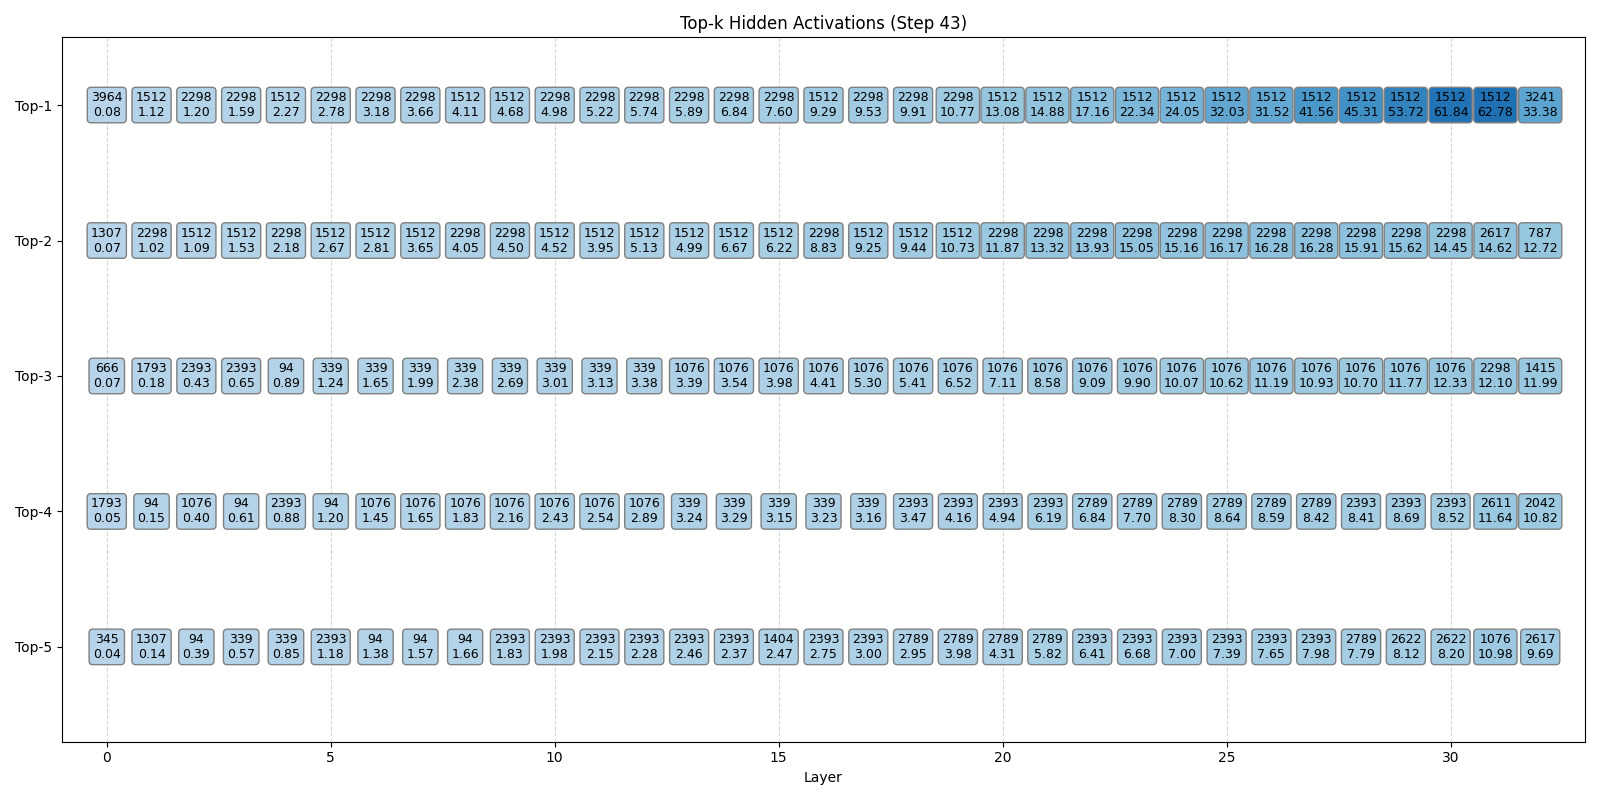 Top-k Hidden Activations (Step 43)
Top-1
3964 1512 2298 2298 1512 2298 2298 2298 1512 1512 2298 2298 2298 2298 2298 2298 1512 2298 2298 2298 1512 1512 1512 1512 1512 1512 1512 1512 1512 1512 1512 1512 3241
0.08 1.12 1.20 1.59 2.27 2.78 3.18 3.66 4.11 4.68 4.98 5.22 5.74 5.89 6.84 7.60 9.29 9.53 9.91 10.77 13.08 14.88 17.16 22.34 24.05 32.03 31.52 41.56 45.31 53.72 61.84 62.78 33.38
Top-2
1307 2298 1512 1512 2298 1512 1512 1512 2298 2298 1512 1512 1512 1512 1512 1512 2298 1512 1512 1512 2298 2298 2298 2298 2298 2298 2298 2298 2298 2298 2298 2617 787
0.07 1.02 1.09 1.53 2.18 2.67 2.81 3.65 4.05 4.50 4.52 3.95 5.13 4.99 6.67 6.22 8.83 9.25 9.44 10.73 11.87 13.32 13.93 15.05 15.16 16.17 16.28 16.28 15.91 15.62 14.45 14.62 12.72
Top-3
666 1793 2393 2393 94 339 339 339 339 339 339 339 339 1076 1076 1076 1076 1076 1076 1076 1076 1076 1076 1076 1076 1076 1076 1076 1076 1076 1076 2298 1415
0.07 0.18 0.43 0.65 0.89 1.24 1.65 1.99 2.38 2.69 3.01 3.13 3.38 3.39 3.54 3.98 4.41 5.30 5.41 6.52 7.11 8.58 9.09 9.90 10.07 10.62 11.19 10.93 10.70 11.77 12.33 12.10 11.99
Top-4
1793 94 1076 94 2393 94 1076 1076 1076 1076 1076 1076 1076 339 339 339 339 339 2393 2393 2393 2393 2789 2789 2789 2789 2789 2789 2393 2393 2393 2611 2042
0.05 0.15 0.40 0.61 0.88 1.20 1.45 1.65 1.83 2.16 2.43 2.54 2.89 3.24 3.29 3.15 3.23 3.16 3.47 4.16 4.94 6.19 6.84 7.70 8.30 8.64 8.59 8.42 8.41 8.69 8.52 11.64 10.82
Top-5
345 1307 94 339 339 2393 94 94 94 2393 2393 2393 2393 2393 2393 1404 2393 2393 2789 2789 2789 2789 2393 2393 2393 2393 2393 2393 2789 2622 2622 1076 2617
0.04 0.14 0.39 0.57 0.85 1.18 1.38 1.57 1.66 1.83 1.98 2.15 2.28 2.46 2.37 2.47 2.75 3.00 2.95 3.98 4.31 5.82 6.41 6.68 7.00 7.39 7.65 7.98 7.79 8.12 8.20 10.98 9.69
0 5 10 15 20 25 30
Layer